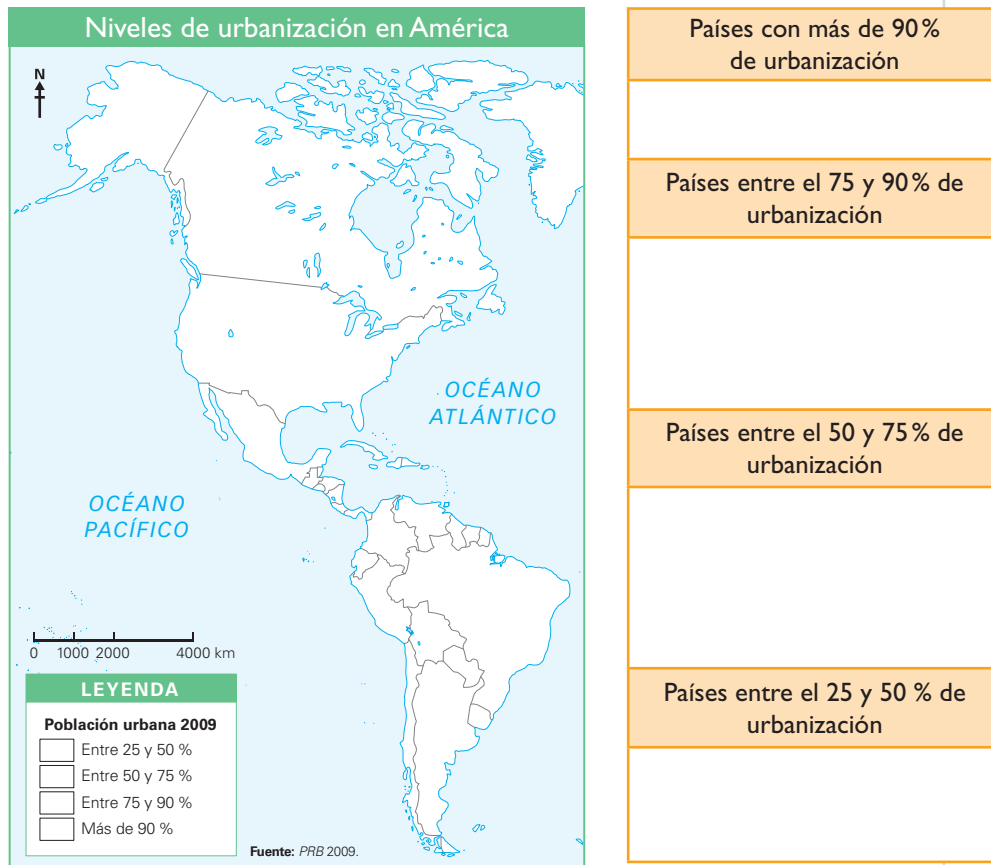 Niveles de urbanización en América
N
OCÉANO
ATLÁNTICO
OCÉANO
PACÍFICO
0 1000 2000 4000 km
LEYENDA
Población urbana 2009
Entre 25 y 50 %
Entre 50 y 75 %
Entre 75 y 90 %
Más de 90 %
Fuente: PRB 2009.
Países con más de 90 %
de urbanización
Países entre el 75 y 90 % de
urbanización
Países entre el 50 y 75 % de
urbanización
Países entre el 25 y 50 % de
urbanización